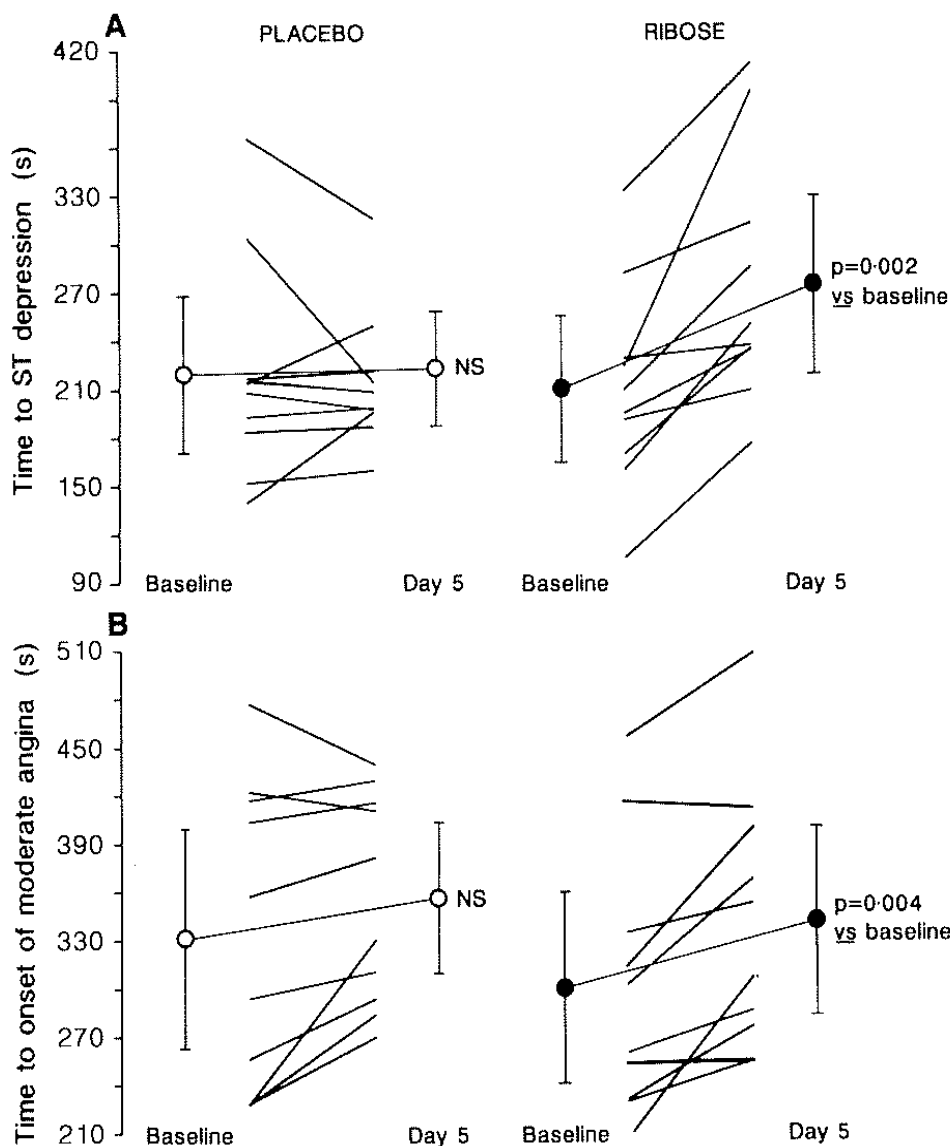 A
PLACEBO
RIBOSE
Time to ST depression (s)
420
330
270
210
150
90
NS
p=0·002
vs baseline
Baseline
Day 5
Baseline
Day 5
B
Time to onset of moderate angina (s)
510
450
390
330
270
210
NS
p=0·004
vs baseline
Baseline
Day 5
Baseline
Day 5